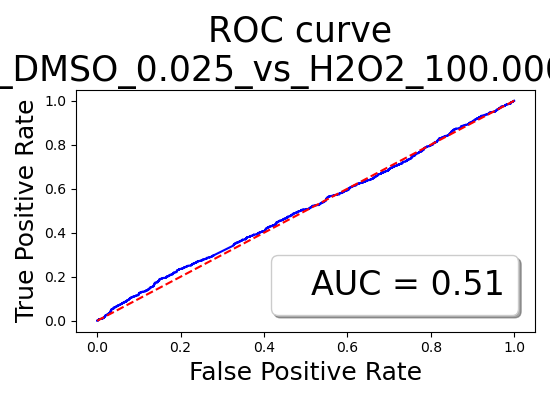 ROC curve
_DMSO_0.025_vs_H2O2_100.000
True Positive Rate
1.0
0.8
0.6
0.4
0.2
0.0
AUC = 0.51
0.0 0.2 0.4 0.6 0.8 1.0
False Positive Rate